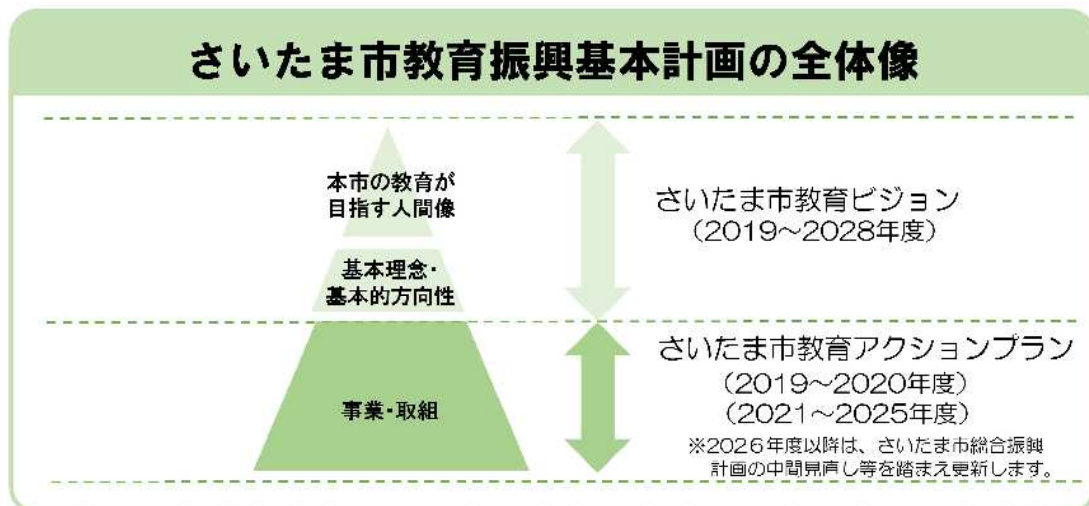 さいたま市教育振興基本計画の全体像
本市の教育が
目指す人間像
基本理念・
基本的方向性
事業・取組
さいたま市教育ビジョン
（2019～2028年度）
さいたま市教育アクションプラン
（2019～2020年度）
（2021～2025年度）
※2026年度以降は、さいたま市総合振興
計画の中間見直し等を踏まえ更新します。